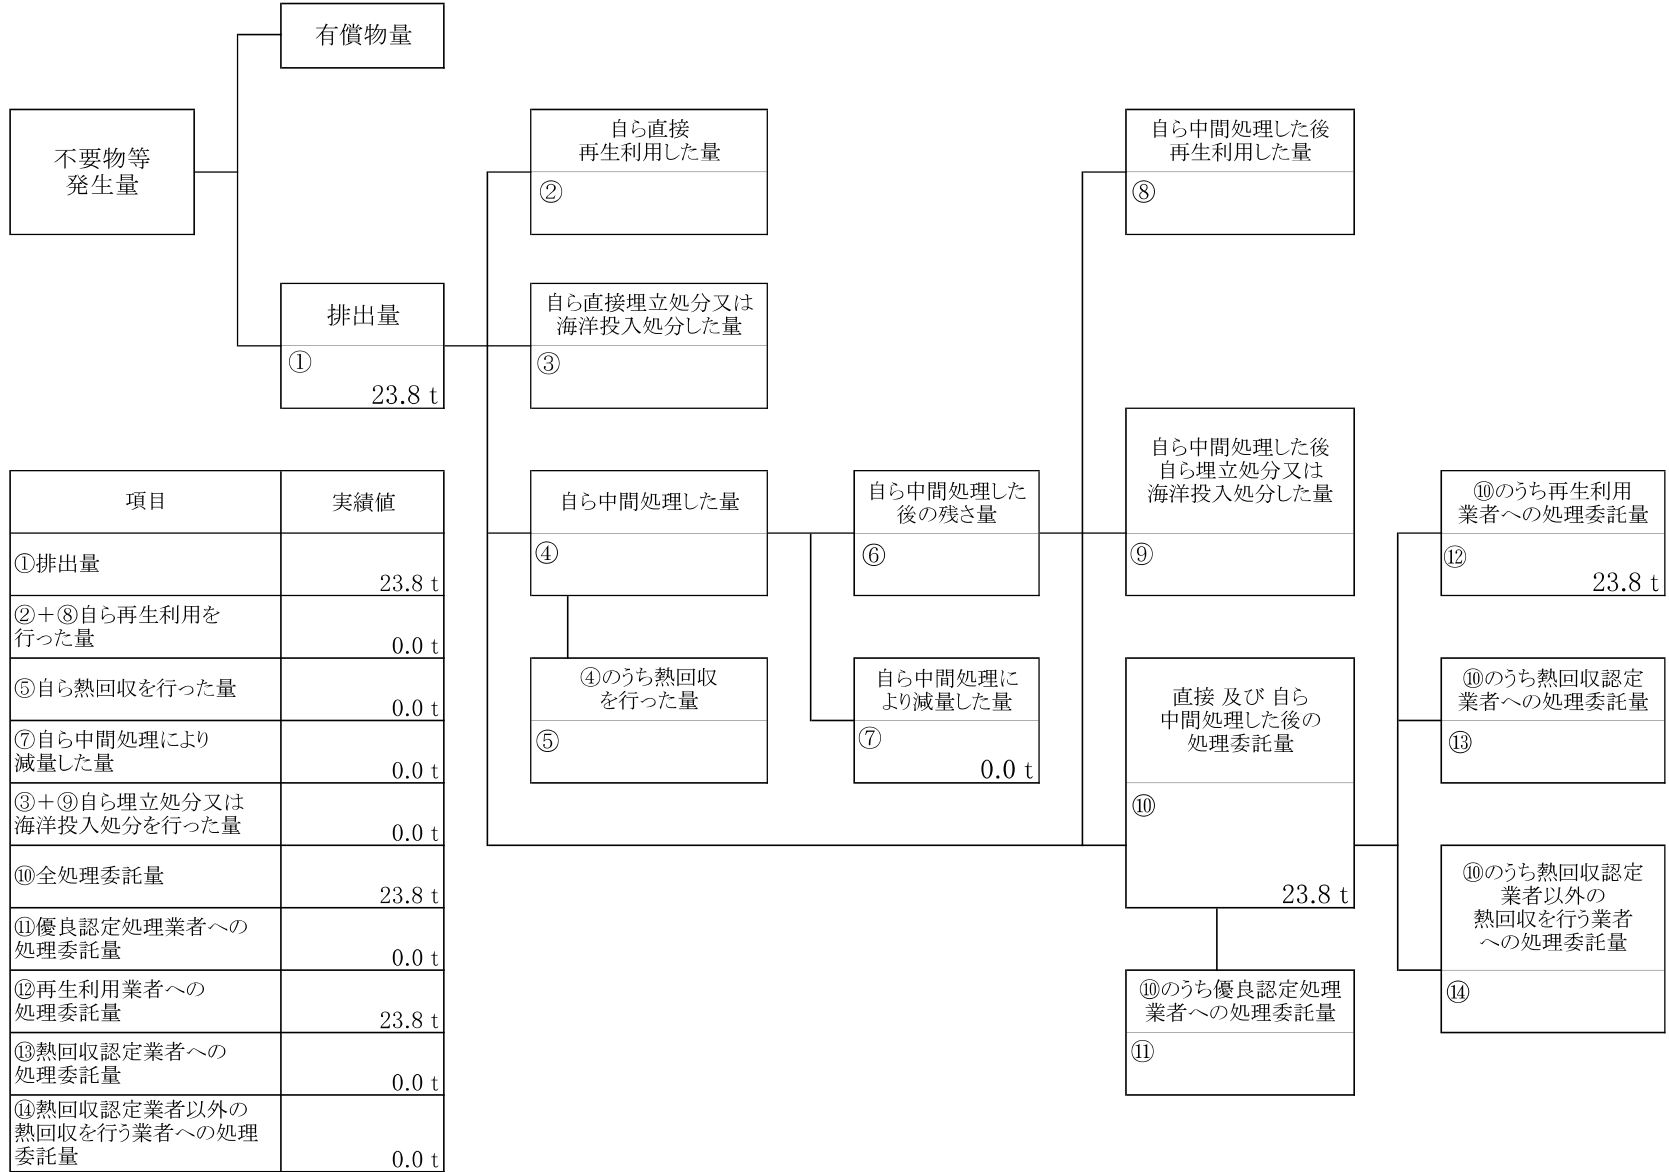 有償物量
不要物等
発生量
排出量
①
23.8 t
自ら直接
再生利用した量
②
自ら直接埋立処分又は
海洋投入処分した量
③
自ら中間処理した量
④
④のうち熱回収
を行った量
⑤
自ら中間処理した
後の残さ量
⑥
自ら中間処理に
より減量した量
⑦
0.0 t
自ら中間処理した後
再生利用した量
⑧
自ら中間処理した後
自ら埋立処分又は
海洋投入処分した量
⑨
直接 及び 自ら
中間処理した後の
処理委託量
⑩
23.8 t
⑩のうち優良認定処理
業者への処理委託量
⑪
⑩のうち再生利用
業者への処理委託量
⑫
23.8 t
⑩のうち熱回収認定
業者への処理委託量
⑬
⑩のうち熱回収認定
業者以外の
熱回収を行う業者
への処理委託量
⑭
項目 実績値
①排出量
23.8 t
②＋⑧自ら再生利用を
行った量
0.0 t
⑤自ら熱回収を行った量
0.0 t
⑦自ら中間処理により
減量した量
0.0 t
③＋⑨自ら埋立処分又は
海洋投入処分を行った量
0.0 t
⑩全処理委託量
23.8 t
⑪優良認定処理業者への
処理委託量
0.0 t
⑫再生利用業者への
処理委託量
23.8 t
⑬熱回収認定業者への
処理委託量
0.0 t
⑭熱回収認定業者以外の
熱回収を行う業者への処理
委託量
0.0 t